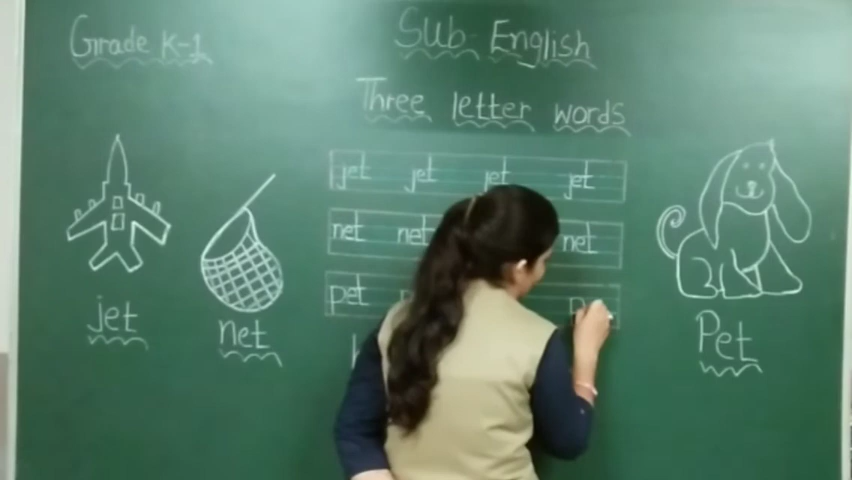 Grade K-1
Sub- English
Three letter words
jet jet jet jet
net net net
pet
jet
net
Pet